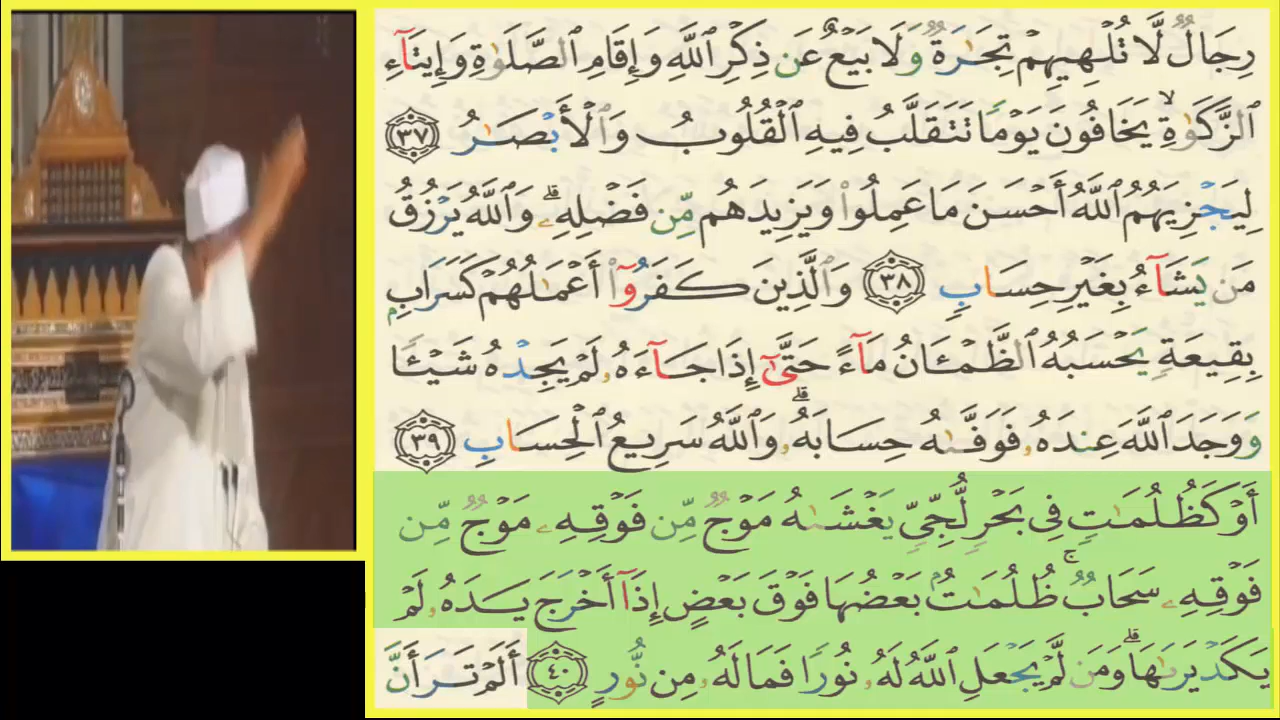 رِجَالٌ لَّا تُلْهِيهِمْ تِجَٰرَةٌ وَلَا بَيْعٌ عَن ذِكْرِ ٱللَّهِ وَإِقَامِ ٱلصَّلَوٰةِ وَإِيتَآءِ
ٱلزَّكَوٰةِ ۙ يَخَافُونَ يَوْمًا تَتَقَلَّبُ فِيهِ ٱلْقُلُوبُ وَٱلْأَبْصَٰرُ ٣٧
لِيَجْزِيَهُمُ ٱللَّهُ أَحْسَنَ مَا عَمِلُوا۟ وَيَزِيدَهُم مِّن فَضْلِهِۦ ۗ وَٱللَّهُ يَرْزُقُ
مَن يَشَآءُ بِغَيْرِ حِسَابٍ ٣٨ وَٱلَّذِينَ كَفَرُوٓا۟ أَعْمَٰلُهُمْ كَسَرَابٍۭ
بِقِيعَةٍ يَحْسَبُهُ ٱلظَّمْـَٔانُ مَآءً حَتَّىٰٓ إِذَا جَآءَهُۥ لَمْ يَجِدْهُ شَيْـًٔا
وَوَجَدَ ٱللَّهَ عِندَهُۥ فَوَفَّىٰهُ حِسَابَهُۥ ۗ وَٱللَّهُ سَرِيعُ ٱلْحِسَابِ ٣٩
أَوْ كَظُلُمَٰتٍ فِى بَحْرٍ لُّجِّىٍّ يَغْشَىٰهُ مَوْجٌ مِّن فَوْقِهِۦ مَوْجٌ مِّن
فَوْقِهِۦ سَحَابٌ ۚ ظُلُمَٰتٌۢ بَعْضُهَا فَوْقَ بَعْضٍ إِذَآ أَخْرَجَ يَدَهُۥ لَمْ
يَكَدْ يَرَىٰهَا ۗ وَمَن لَّمْ يَجْعَلِ ٱللَّهُ لَهُۥ نُورًا فَمَا لَهُۥ مِن نُّورٍ ٤٠ أَلَمْ تَرَ أَنَّ